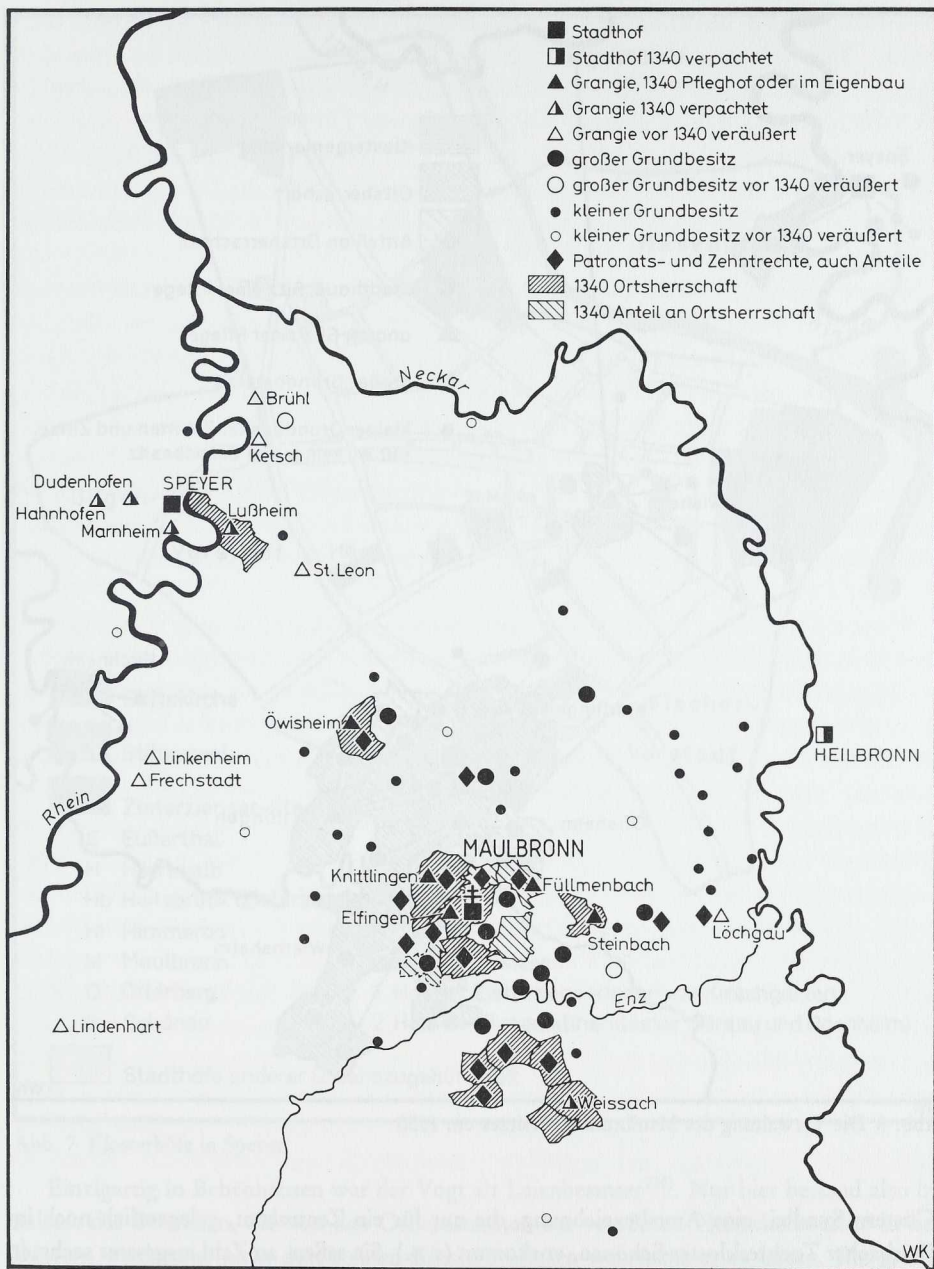 Stadthof
Stadthof 1340 verpachtet
Grangie, 1340 Pfleghof oder im Eigenbau
Grangie 1340 verpachtet
Grangie vor 1340 veräußert
großer Grundbesitz
großer Grundbesitz vor 1340 veräußert
kleiner Grundbesitz
kleiner Grundbesitz vor 1340 veräußert
Patronats- und Zehntrechte, auch Anteile
1340 Ortsherrschaft
1340 Anteil an Ortsherrschaft
Neckar
Brühl
Ketsch
Dudenhofen
SPEYER
Hahnhofen
Lußheim
Marnheim
St. Leon
Öwisheim
HEILBRONN
Linkenheim
Frechstadt
Rhein
MAULBRONN
Knittlingen
Füllmenbach
Elfingen
Steinbach
Löchgau
Enz
Lindenhart
Weissach
WK